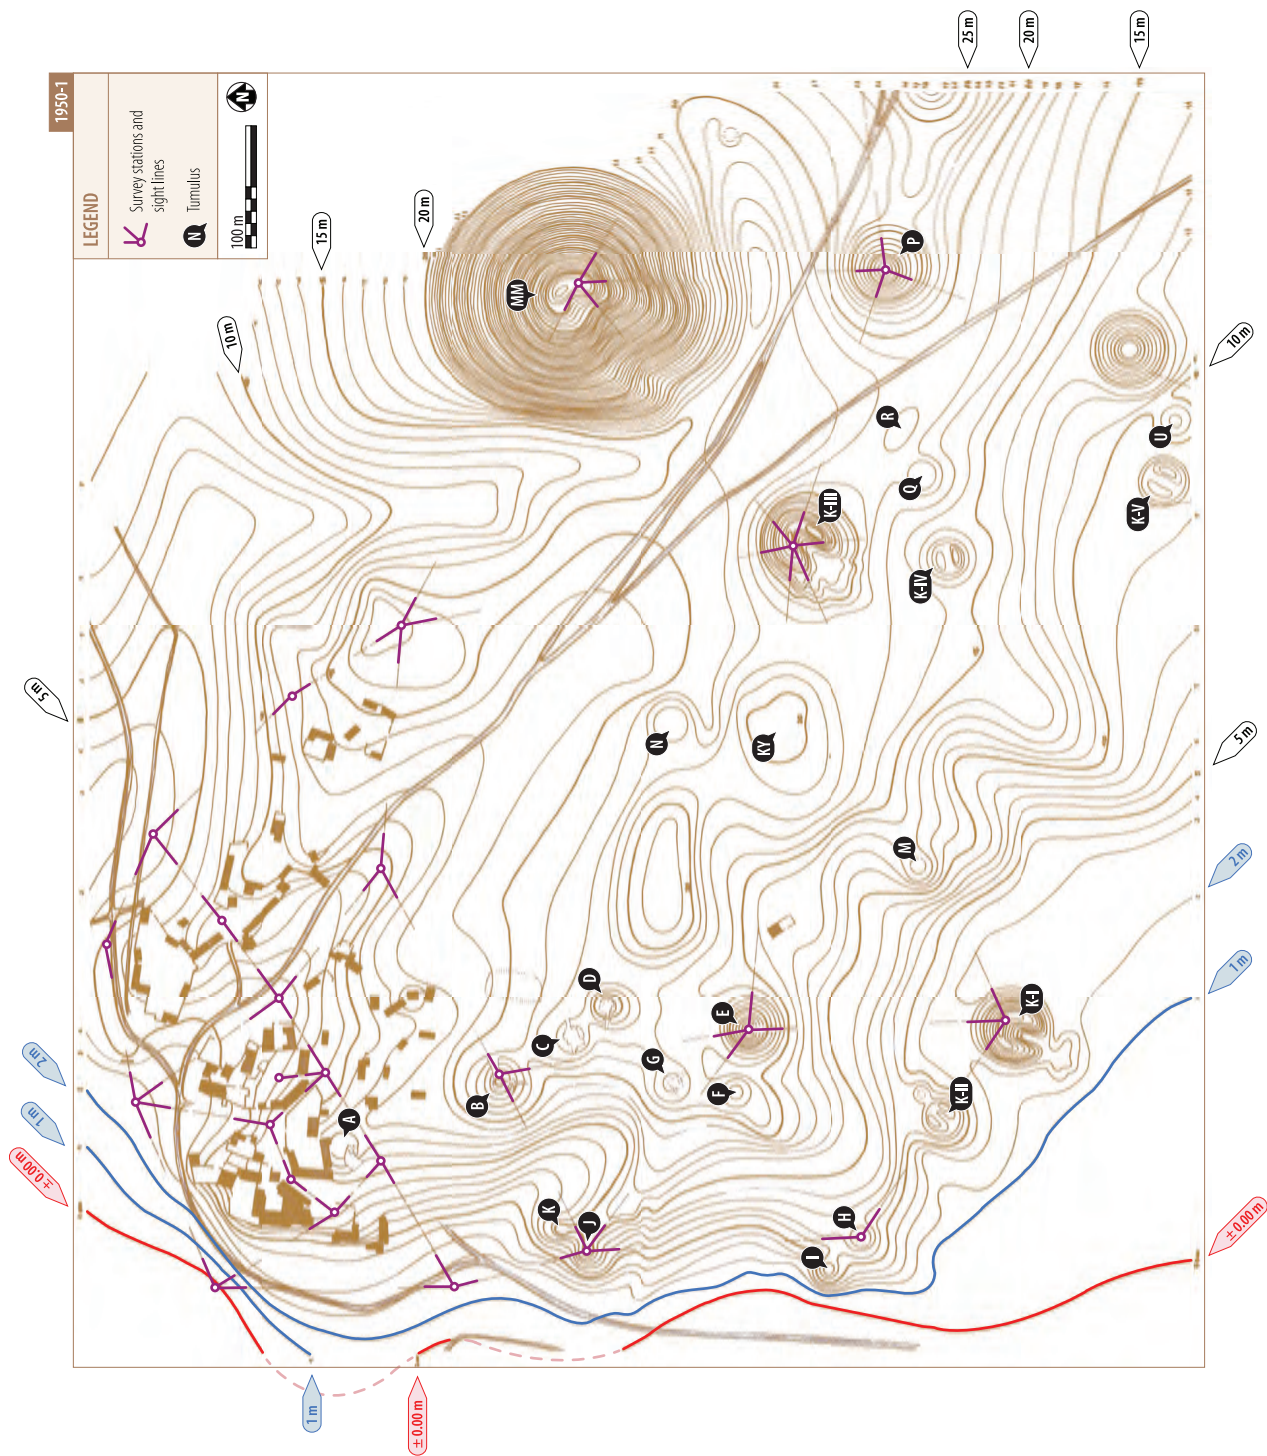 1950-1
LEGEND
Survey stations and
sight lines
N
Tumulus
N
100 m
25 m
20 m
15 m
20 m
15 m
10 m
5 m
2 m
1 m
± 0.00 m
1 m
± 0.00 m
10 m
5 m
2 m
1 m
± 0.00 m
MM
P
R
Q
U
K-V
K-III
K-IV
N
KY
M
D
C
E
G
F
B
A
K-I
K-II
K
J
H
I